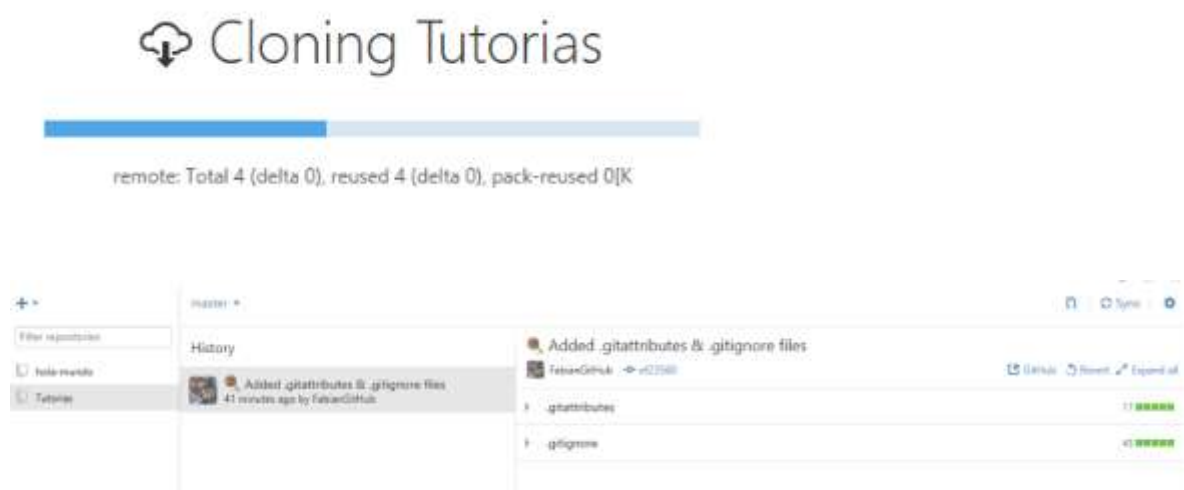 Cloning Tutorias
remote: Total 4 (delta 0), reused 4 (delta 0), pack-reused 0[K
master
Sync
Filter repositories
History
Added .gitattributes & .gitignore files
FabianGitHub
GitHub Revert Expand all
hola-mundo
Tutorias
Added .gitattributes & .gitignore files
41 minutes ago by FabianGitHub
.gitattributes
17
.gitignore